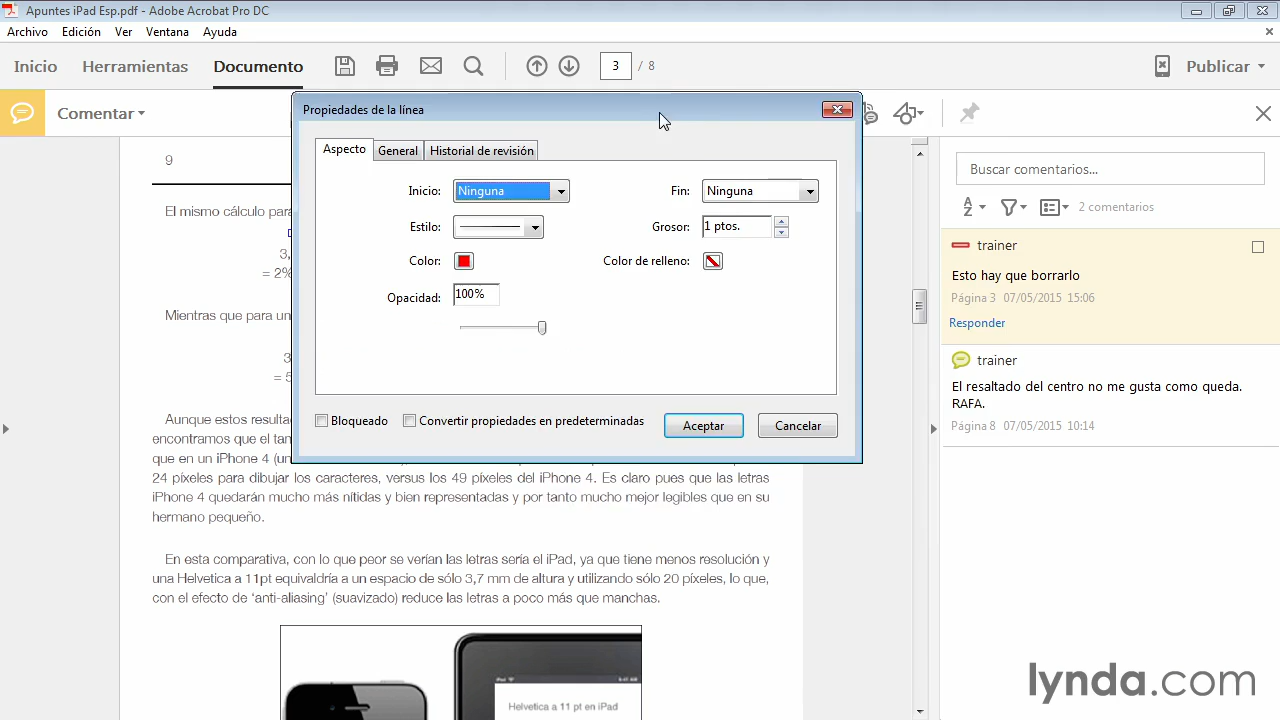 Apuntes iPad Esp.pdf - Adobe Acrobat Pro DC
Archivo Edición Ver Ventana Ayuda
Inicio Herramientas Documento 3 / 8 Publicar
Comentar
Propiedades de la línea
Aspecto General Historial de revisión
Inicio: Ninguna Fin: Ninguna
Estilo: Grosor: 1 ptos.
Color: Color de relleno:
Opacidad: 100%
Bloqueado Convertir propiedades en predeterminadas Aceptar Cancelar
9
El mismo cálculo para
3,
= 2%
Mientras que para un
3
= 5
Aunque estos resulta
encontramos que el tan
que en un iPhone 4 (un
24 píxeles para dibujar los caracteres, versus los 49 píxeles del iPhone 4. Es claro pues que las letras
iPhone 4 quedarán mucho más nítidas y bien representadas y por tanto mucho mejor legibles que en su
hermano pequeño.
En esta comparativa, con lo que peor se verían las letras sería el iPad, ya que tiene menos resolución y
una Helvetica a 11pt equivaldría a un espacio de sólo 3,7 mm de altura y utilizando sólo 20 píxeles, lo que,
con el efecto de ‘anti-aliasing’ (suavizado) reduce las letras a poco más que manchas.
Helvetica a 11 pt en iPad
Buscar comentarios...
2 comentarios
trainer
Esto hay que borrarlo
Página 3 07/05/2015 15:06
Responder
trainer
El resaltado del centro no me gusta como queda.
RAFA.
Página 8 07/05/2015 10:14
lynda.com